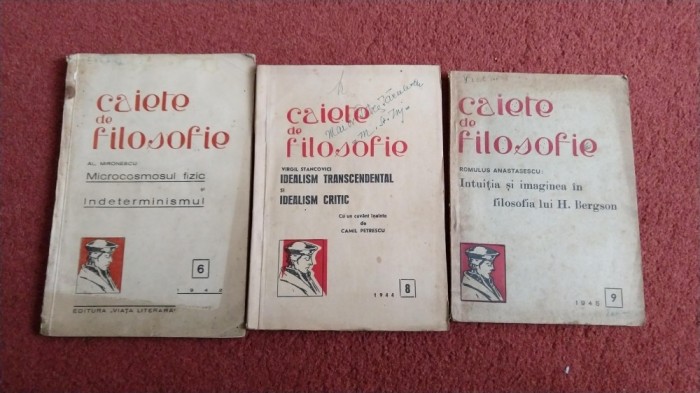 caiete
de
filosofie
AL. MIRONESCU
Microcosmosul fizic
și
Indeterminismul
6
EDITURA „VIAȚA LITERARĂ"
caiete
de
filosofie
VIRGIL STANCOVICI
IDEALISM TRANSCENDENTAL
și
IDEALISM CRITIC
Cu un cuvânt înainte
de
CAMIL PETRESCU
1944
8
caiete
de
filosofie
ROMULUS ANASTASESCU:
Intuiția și imaginea în
filosofia lui H. Bergson
1945
9